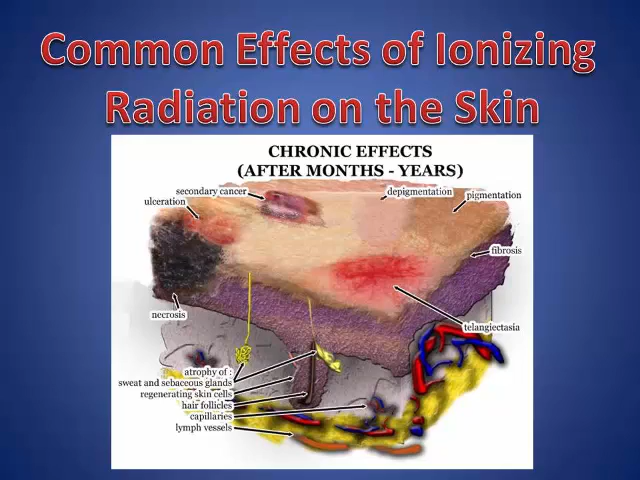 Common Effects of Ionizing
Radiation on the Skin
CHRONIC EFFECTS
(AFTER MONTHS - YEARS)
secondary cancer
depigmentation
pigmentation
ulceration
fibrosis
necrosis
telangiectasia
atrophy of :
sweat and sebaceous glands
regenerating skin cells
hair follicles
capillaries
lymph vessels